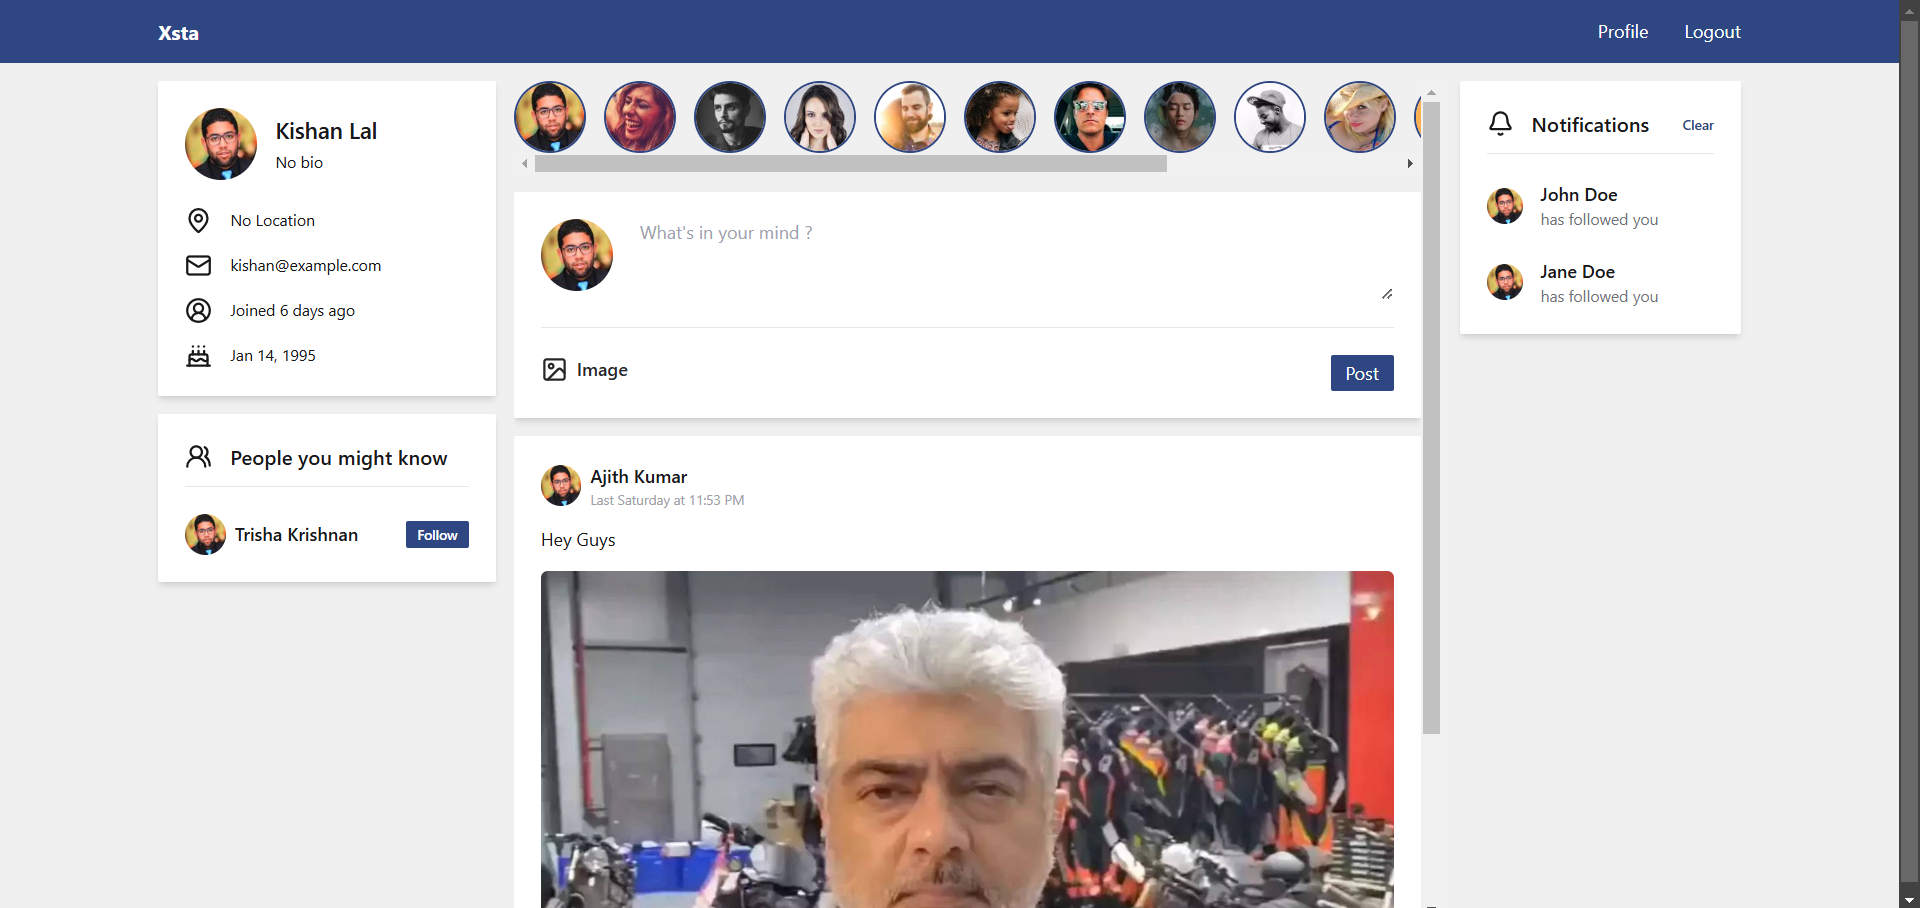 Xsta
Profile
Logout
Kishan Lal
No bio
No Location
kishan@example.com
Joined 6 days ago
Jan 14, 1995
People you might know
Trisha Krishnan
Follow
What's in your mind ?
Image
Post
Ajith Kumar
Last Saturday at 11:53 PM
Hey Guys
Notifications
Clear
John Doe
has followed you
Jane Doe
has followed you